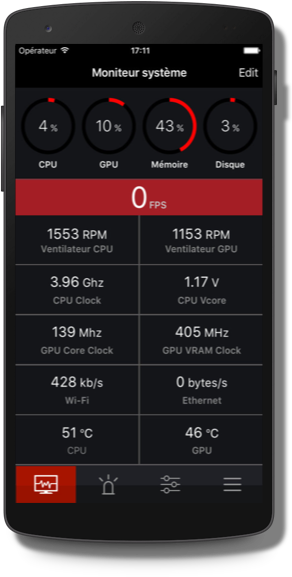 Opérateur 17:11
Moniteur système Edit
4 % 10 % 43 % 3 %
CPU GPU Mémoire Disque
0 FPS
1553 RPM 1153 RPM
Ventilateur CPU Ventilateur GPU
3.96 Ghz 1.17 V
CPU Clock CPU Vcore
139 Mhz 405 MHz
GPU Core Clock GPU VRAM Clock
428 kb/s 0 bytes/s
Wi-Fi Ethernet
51 °C 46 °C
CPU GPU